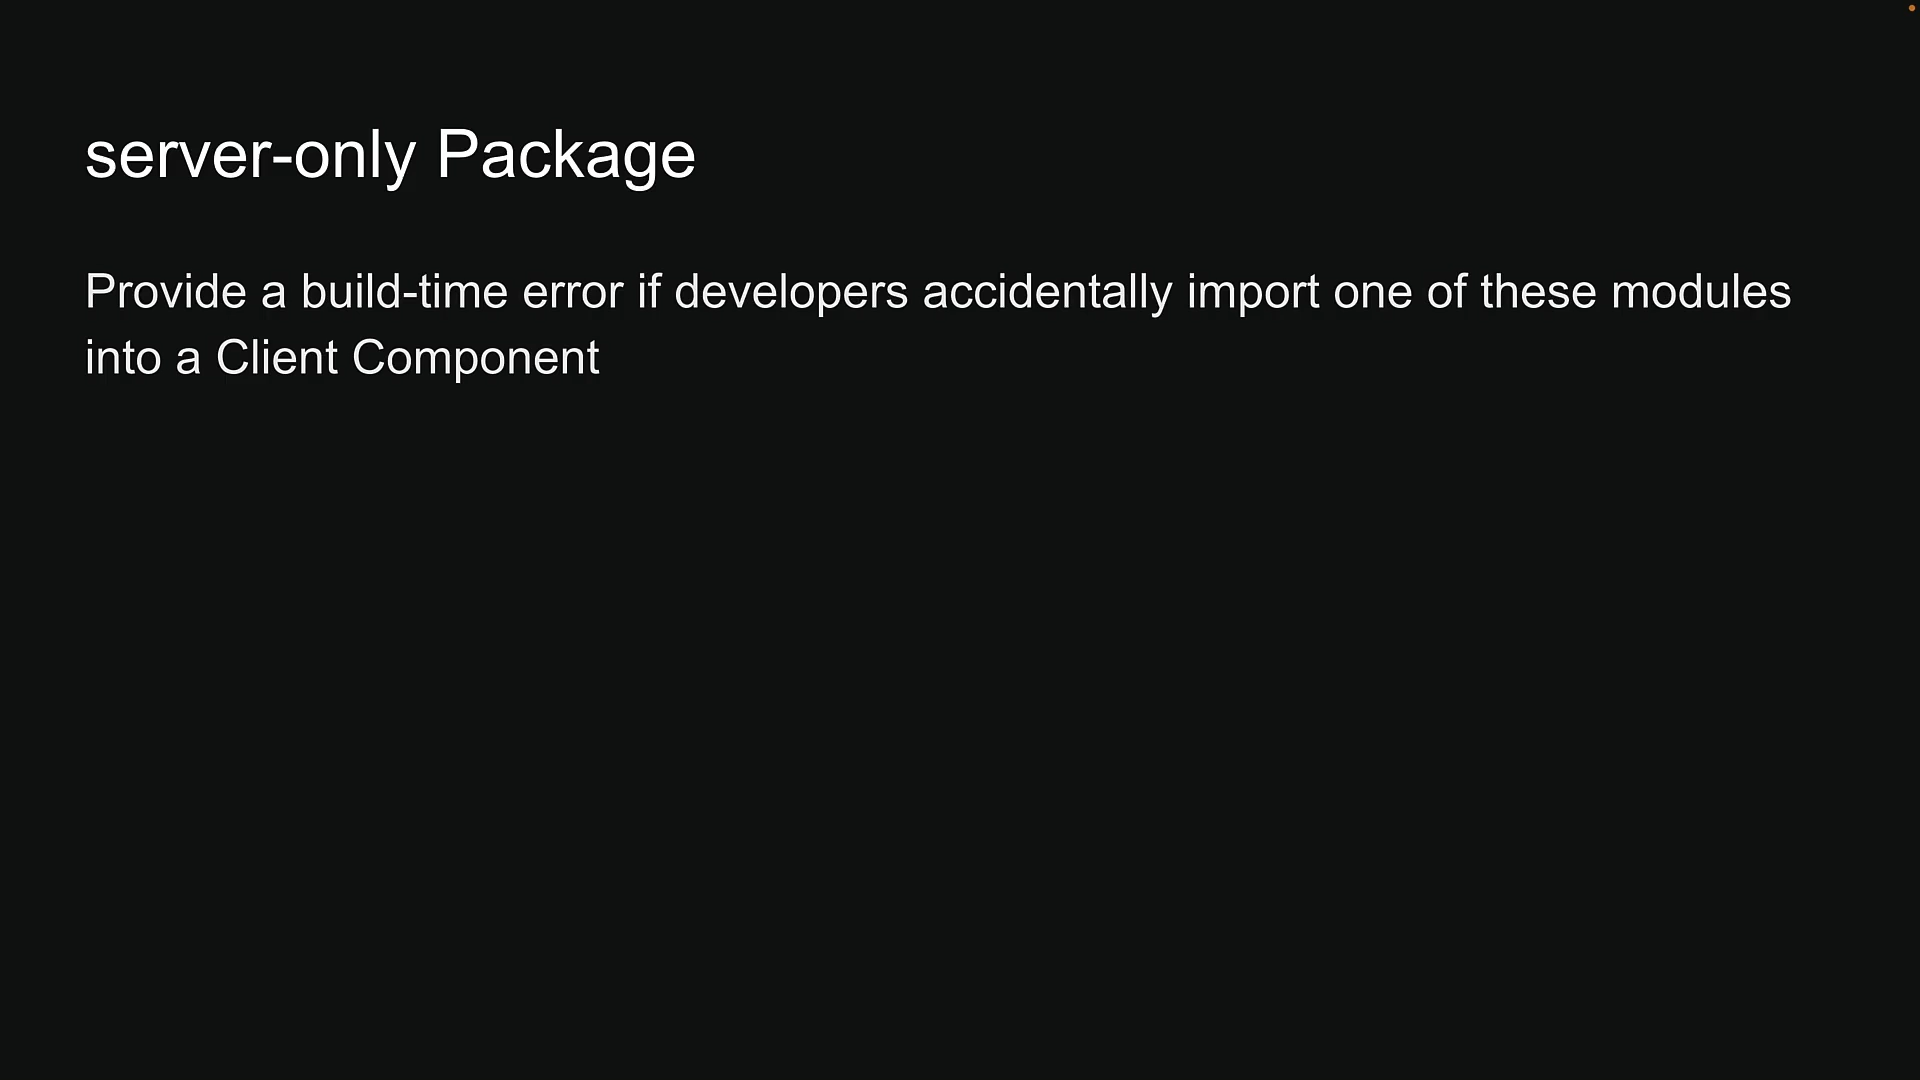 server-only Package
Provide a build-time error if developers accidentally import one of these modules
into a Client Component